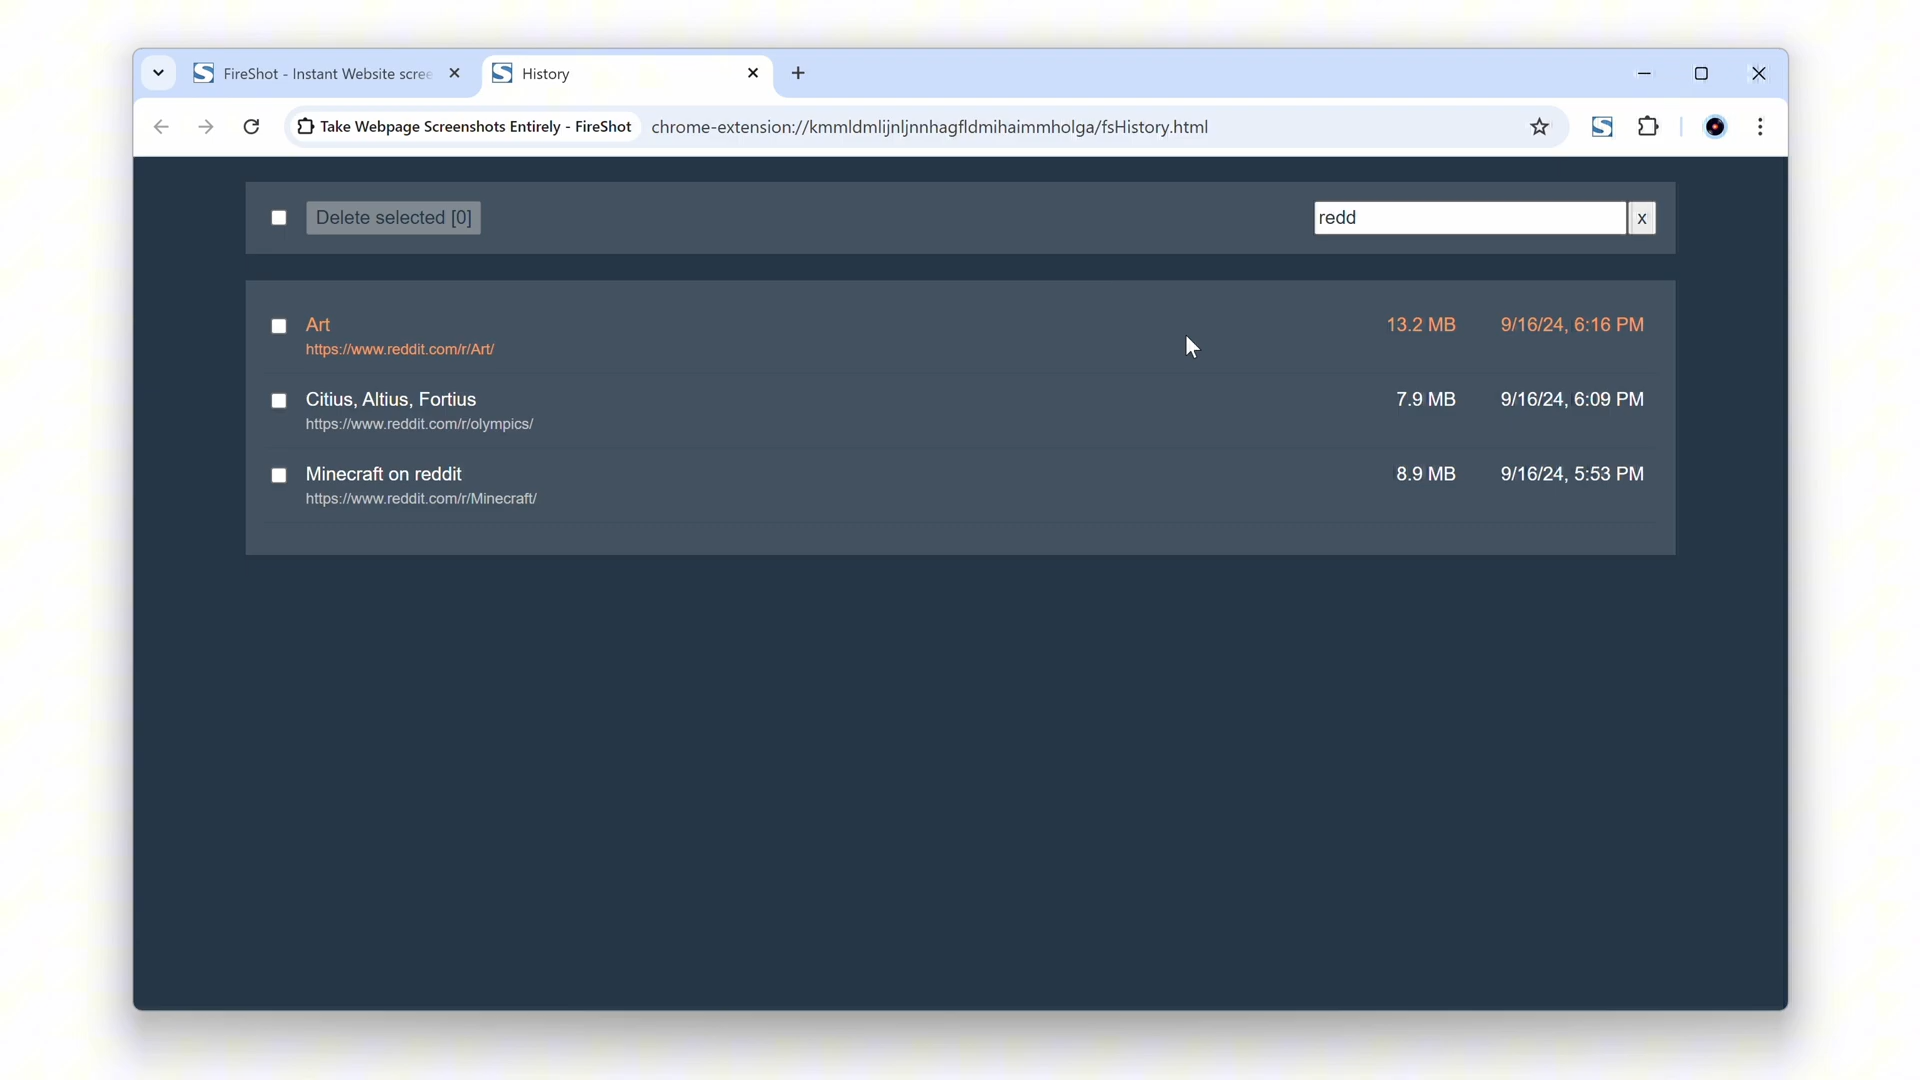 FireShot - Instant Website scree
History
Take Webpage Screenshots Entirely - FireShot
chrome-extension://kmmldmlijnljnnhagfldmihaimmholga/fsHistory.html
Delete selected [0]
redd
x
Art
13.2 MB
9/16/24, 6:16 PM
https://www.reddit.com/r/Art/
Citius, Altius, Fortius
7.9 MB
9/16/24, 6:09 PM
https://www.reddit.com/r/olympics/
Minecraft on reddit
8.9 MB
9/16/24, 5:53 PM
https://www.reddit.com/r/Minecraft/